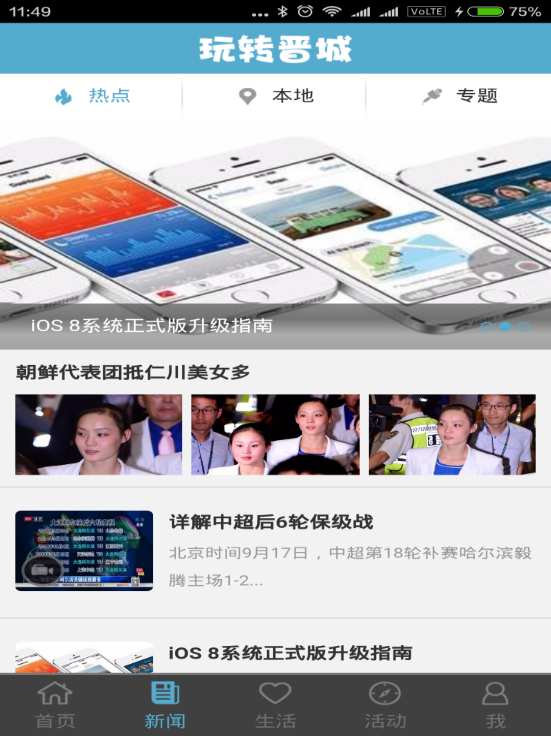 11:49
VoLTE
75%
玩转晋城
热点
本地
专题
iOS 8系统正式版升级指南
朝鲜代表团抵仁川美女多
详解中超后6轮保级战
北京时间9月17日，中超第18轮补赛哈尔滨毅
腾主场1-2...
iOS 8系统正式版升级指南
首页
新闻
生活
活动
我